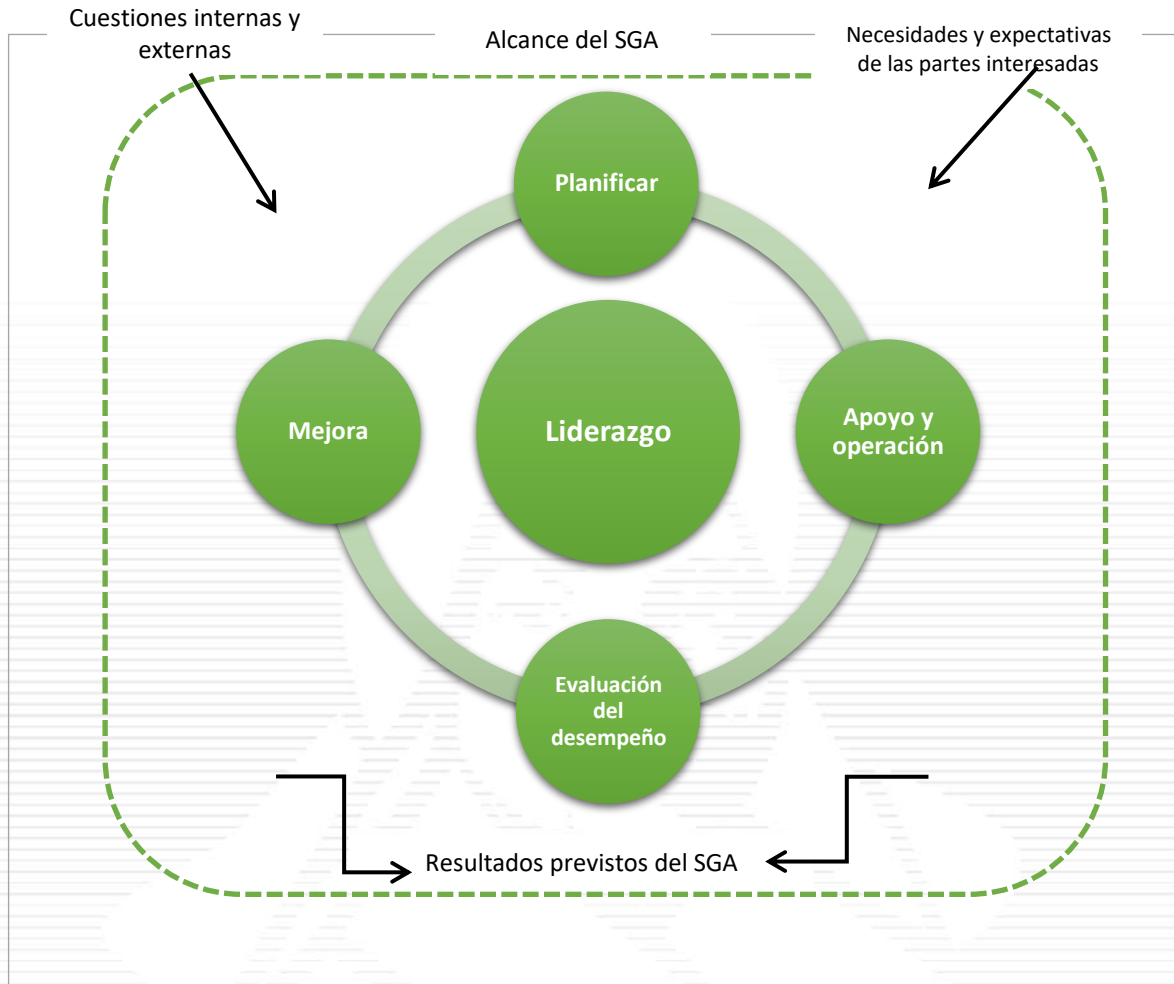 Cuestiones internas y
externas
Alcance del SGA
Necesidades y expectativas
de las partes interesadas
Planificar
Mejora
Liderazgo
Apoyo y
operación
Evaluación
del
desempeño
Resultados previstos del SGA